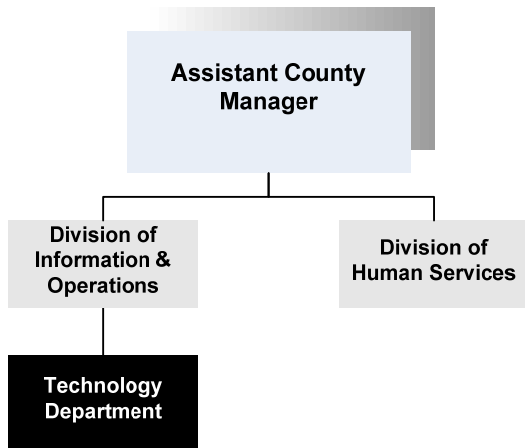 Assistant County
Manager
Division of
Information &
Operations
Division of
Human Services
Technology
Department